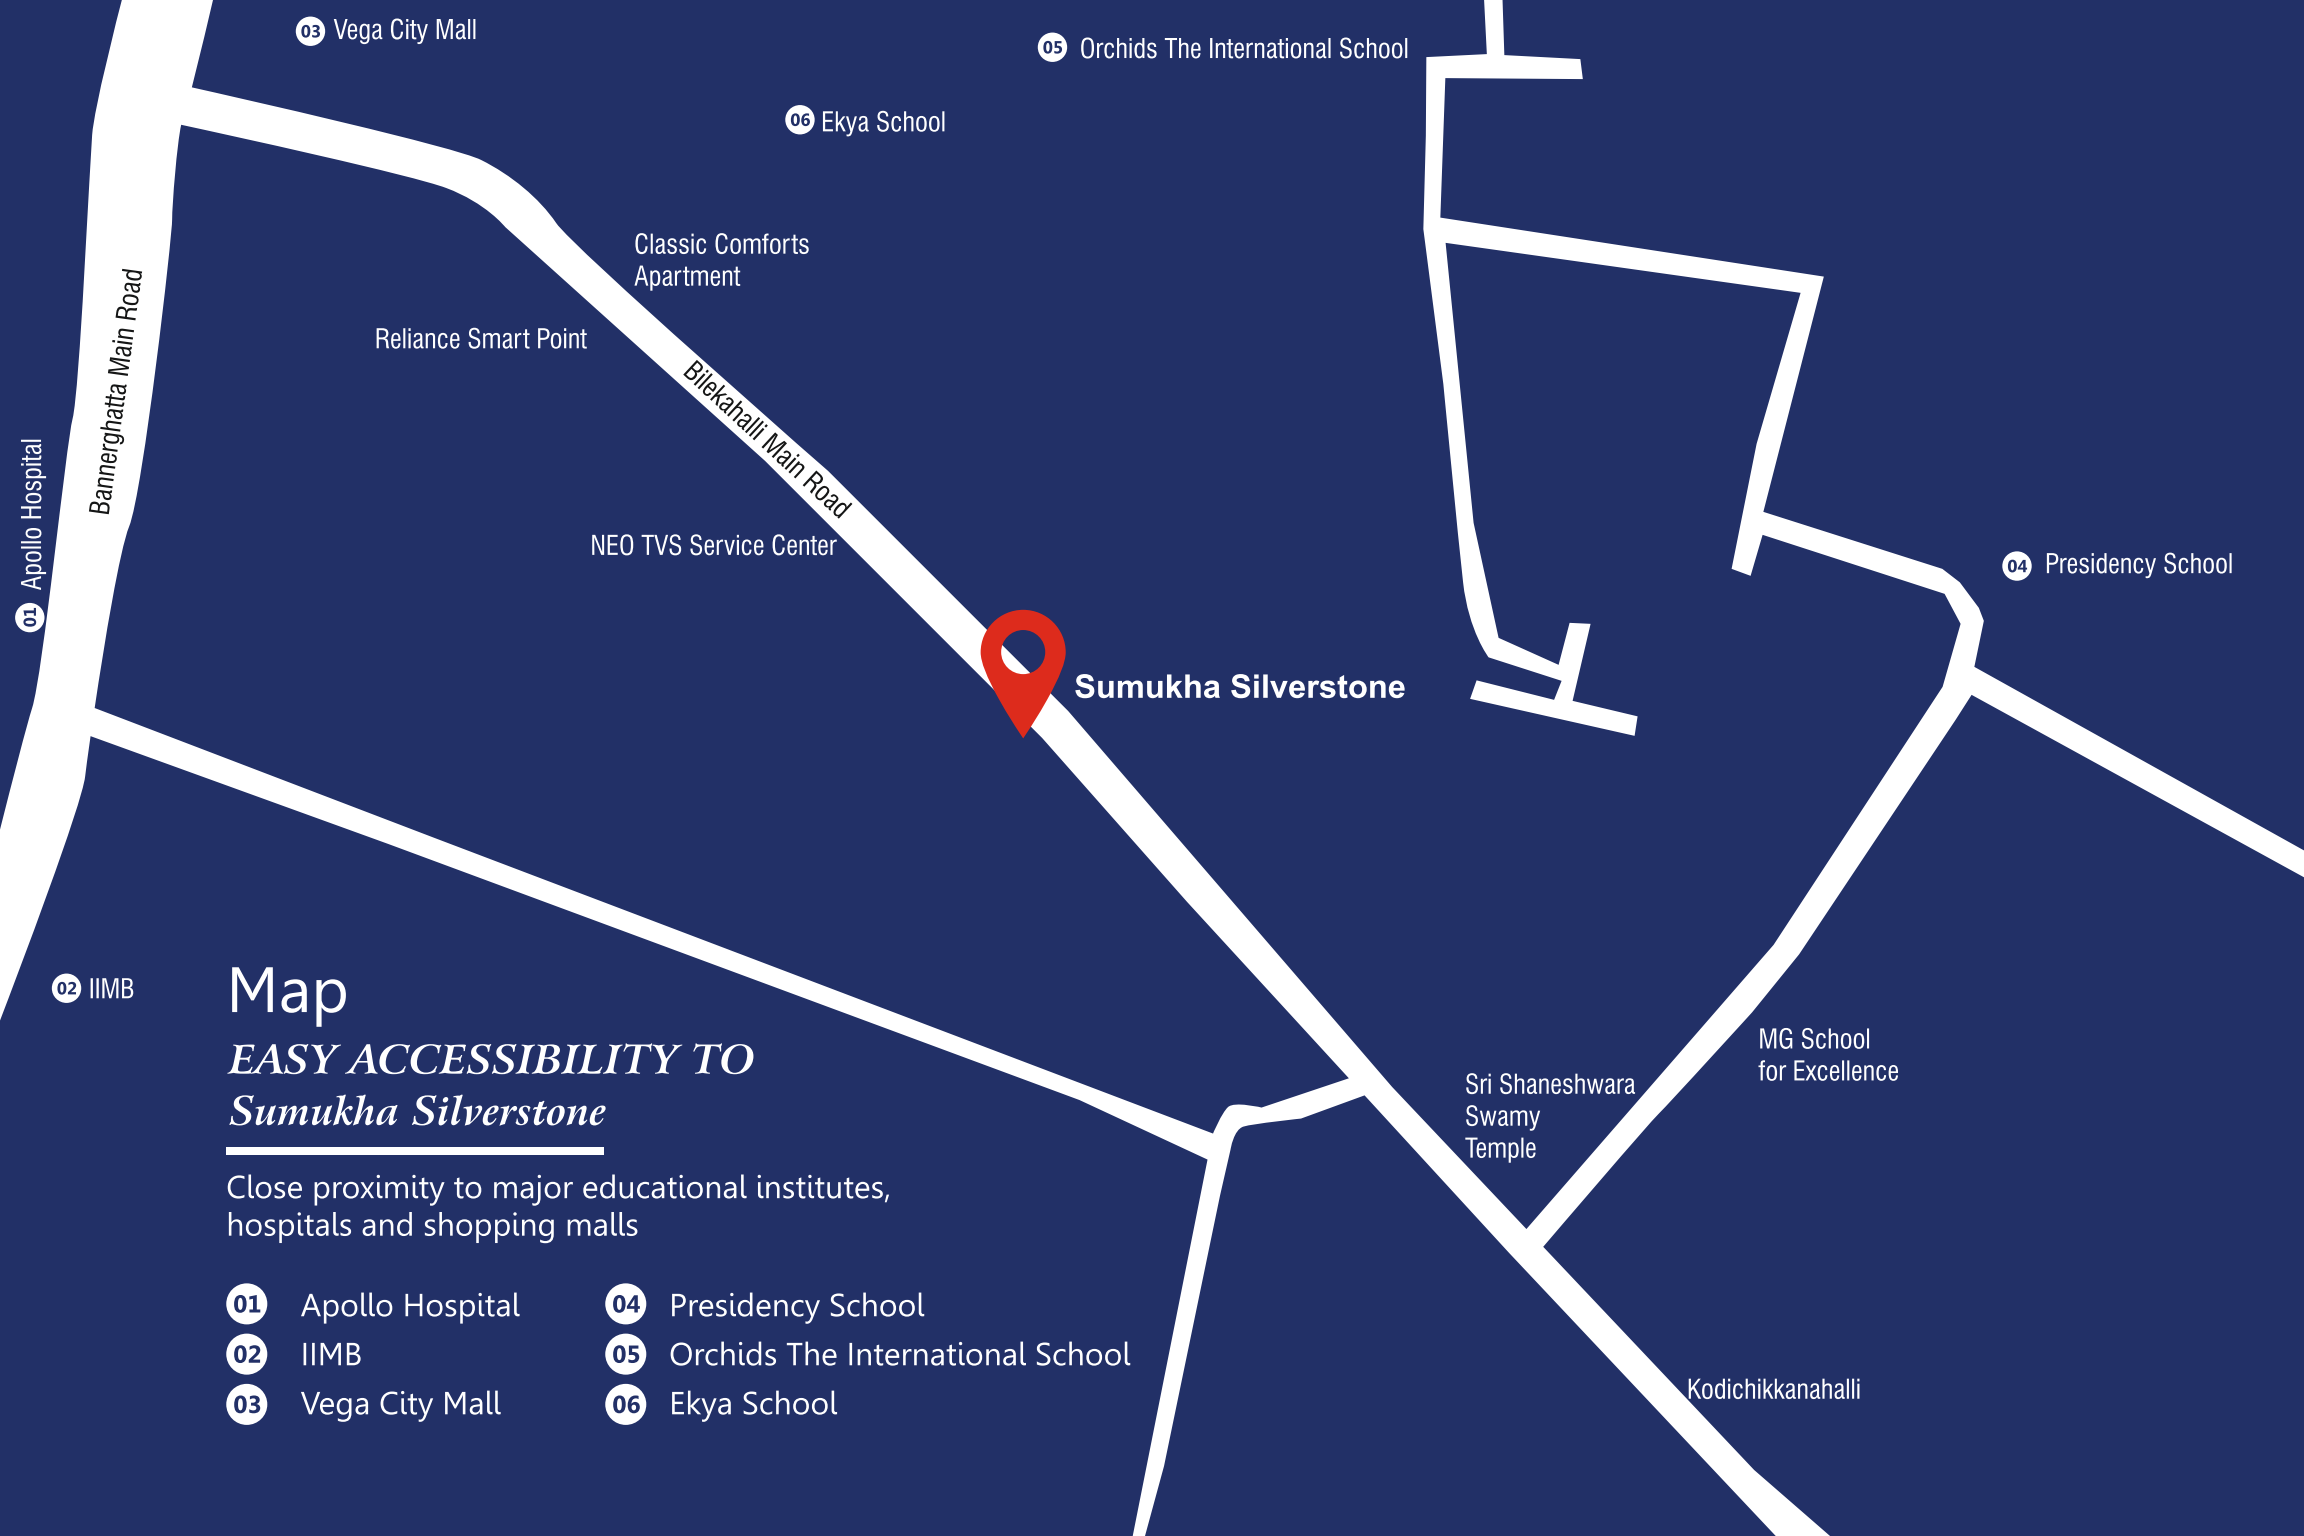 03 Vega City Mall
05 Orchids The International School
06 Ekya School
Classic Comforts
Apartment
Reliance Smart Point
Bannerghatta Main Road
Bilekahalli Main Road
01 Apollo Hospital
NEO TVS Service Center
04 Presidency School
Sumukha Silverstone
02 IIMB
Map
EASY ACCESSIBILITY TO
Sumukha Silverstone
Close proximity to major educational institutes,
hospitals and shopping malls
01 Apollo Hospital
02 IIMB
03 Vega City Mall
04 Presidency School
05 Orchids The International School
06 Ekya School
MG School
for Excellence
Sri Shaneshwara
Swamy
Temple
Kodichikkanahalli